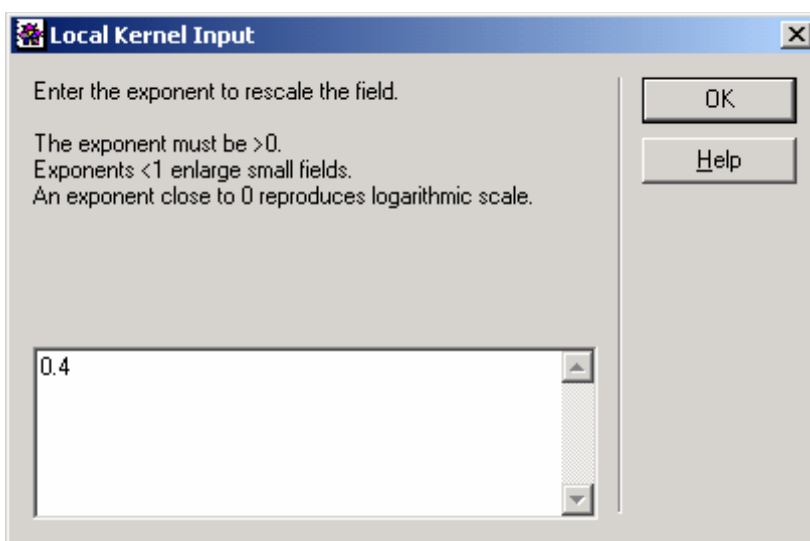 Local Kernel Input
Enter the exponent to rescale the field.
The exponent must be >0.
Exponents <1 enlarge small fields.
An exponent close to 0 reproduces logarithmic scale.
OK
Help
0.4